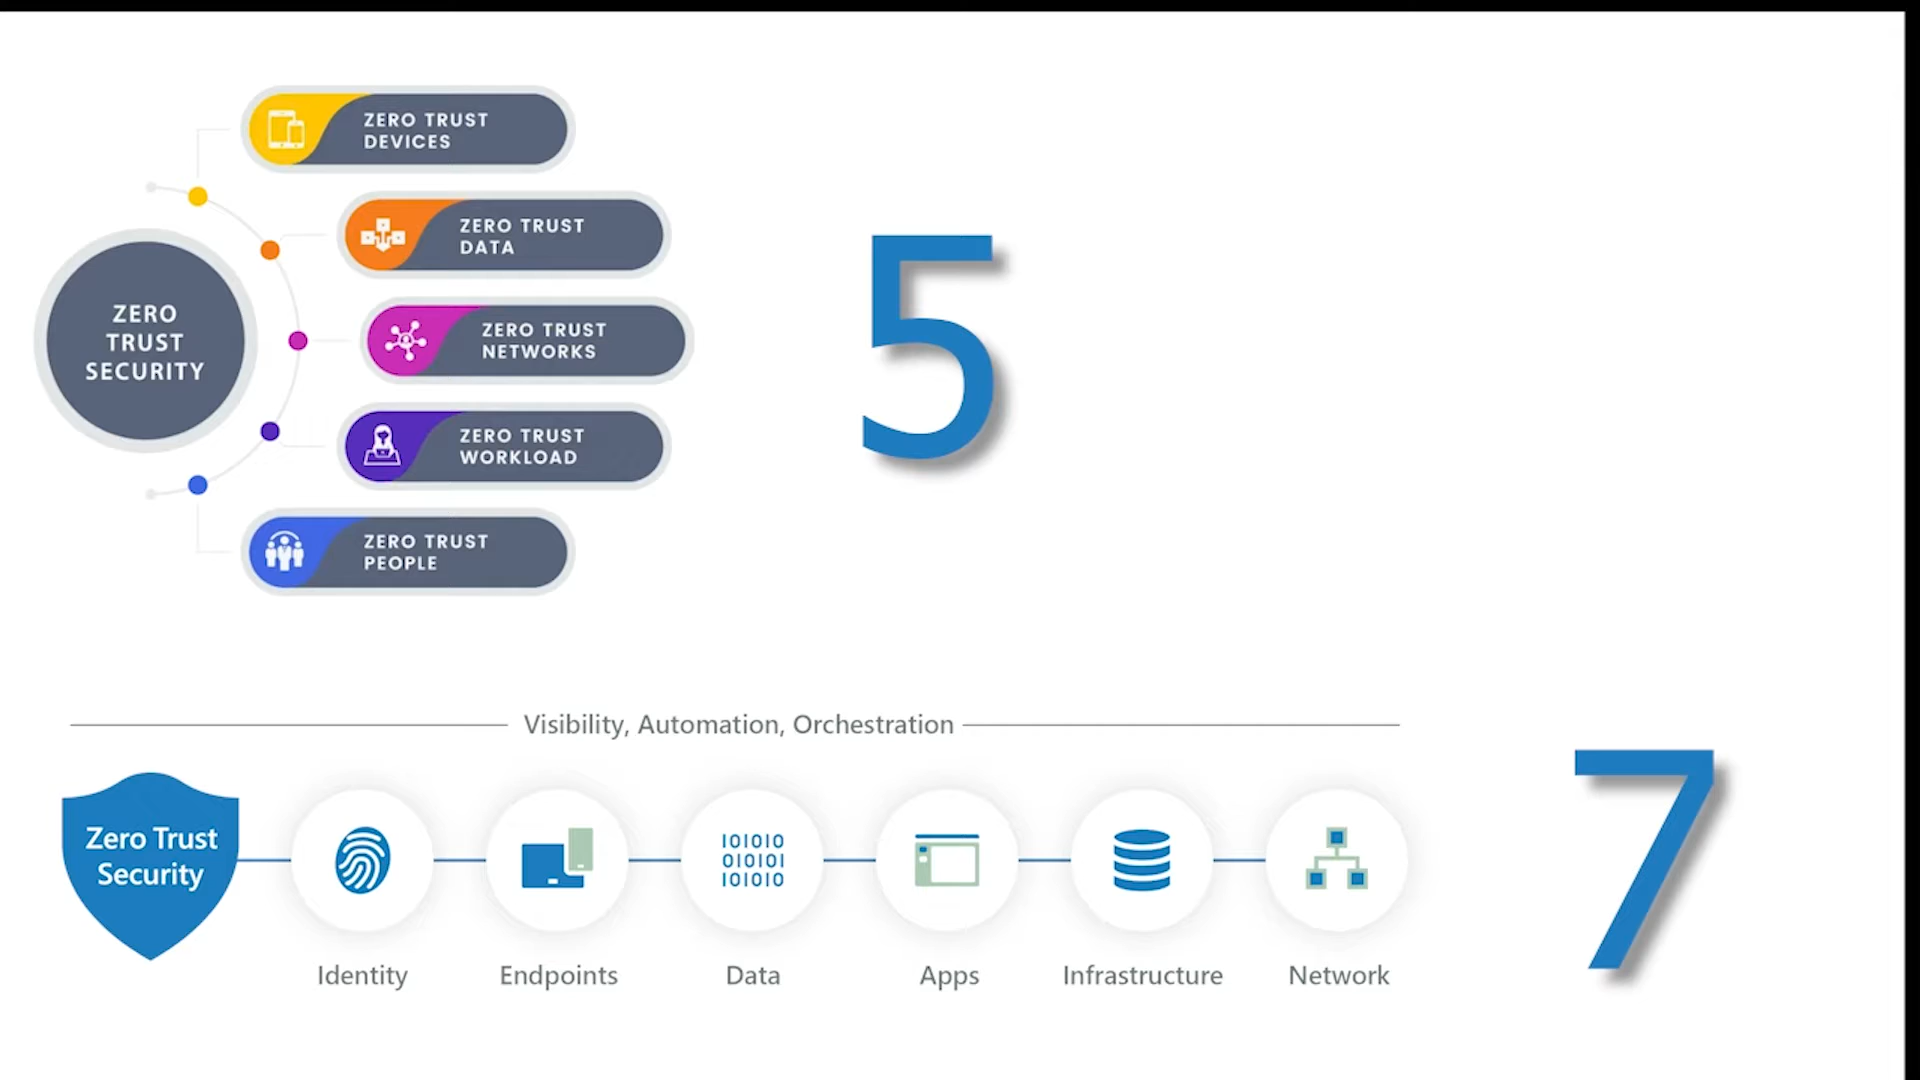 ZERO TRUST
DEVICES
ZERO TRUST
DATA
ZERO
TRUST
SECURITY
ZERO TRUST
NETWORKS
ZERO TRUST
WORKLOAD
ZERO TRUST
PEOPLE
5
Visibility, Automation, Orchestration
Zero Trust
Security
101010
010101
101010
Identity
Endpoints
Data
Apps
Infrastructure
Network
7